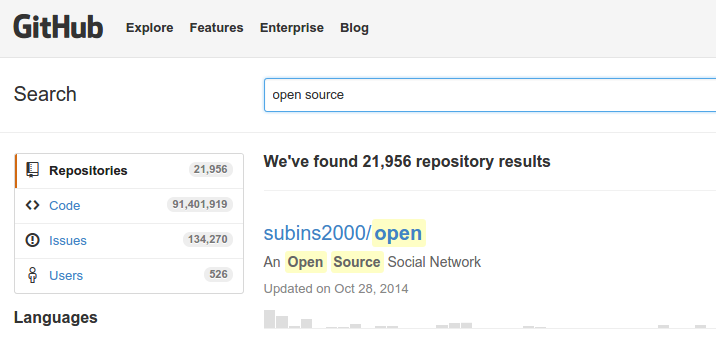 GitHub Explore Features Enterprise Blog
Search open source
Repositories 21,956
We've found 21,956 repository results
Code 91,401,919
Issues 134,270
Users 526
subins2000/open
An Open Source Social Network
Updated on Oct 28, 2014
Languages